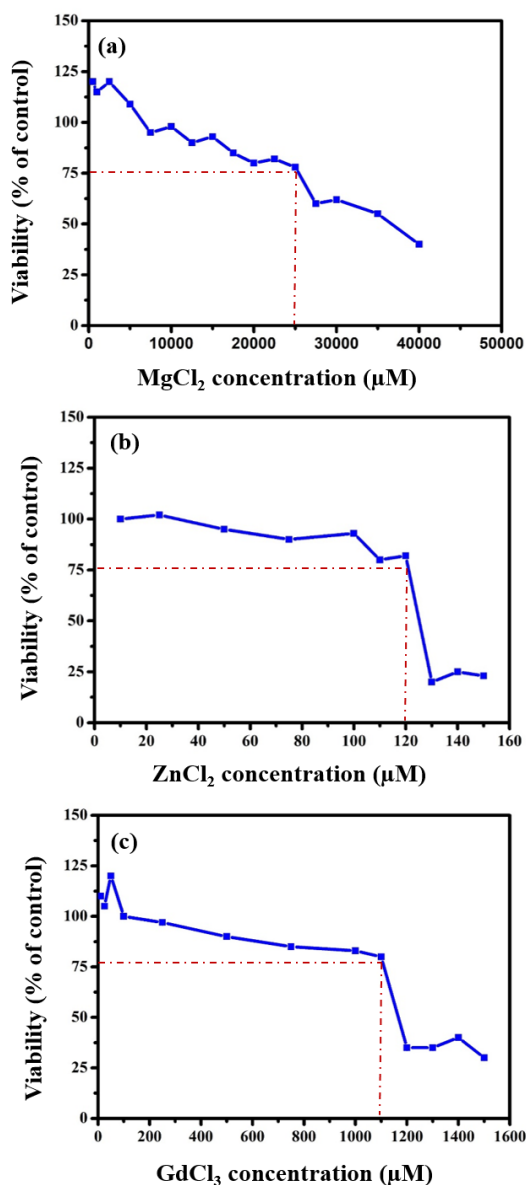 150
(a)
125
100
75
50
25
0
Viability (% of control)
0 10000 20000 30000 40000 50000
MgCl₂ concentration (µM)
150
(b)
125
100
75
50
25
0
Viability (% of control)
0 20 40 60 80 100 120 140 160
ZnCl₂ concentration (µM)
150
(c)
125
100
75
50
25
0
Viability (% of control)
0 200 400 600 800 1000 1200 1400 1600
GdCl₃ concentration (µM)